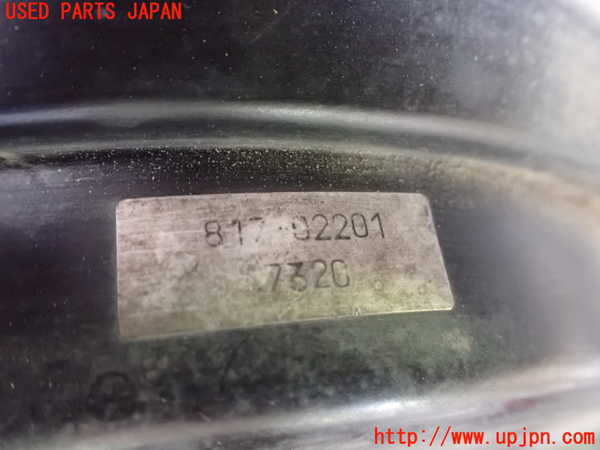 USED PARTS JAPAN
817-02201
7320
http://www.upjpn.com/